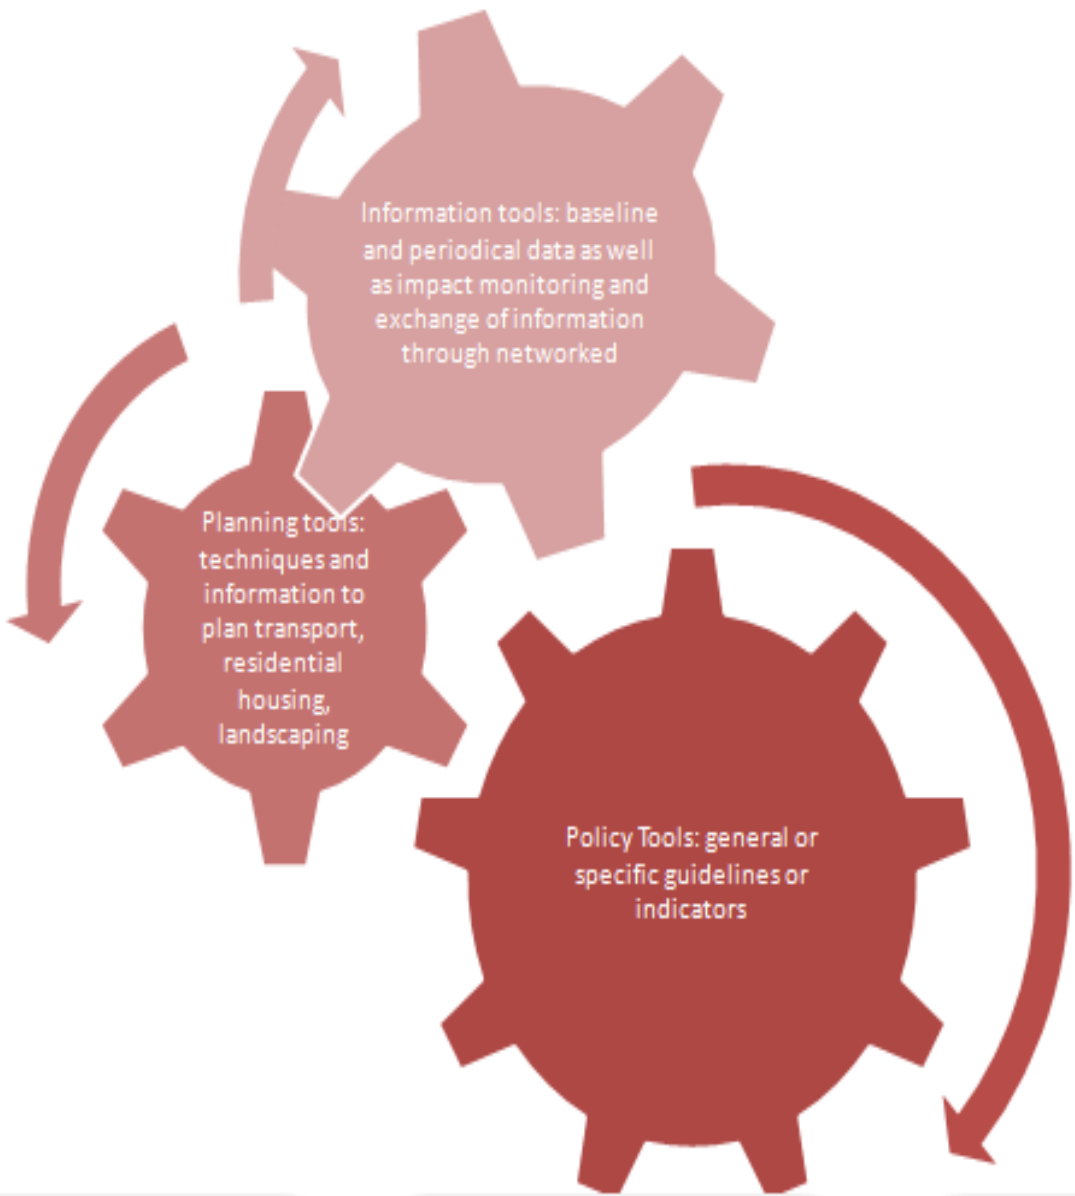 Information tools: baseline
and periodical data as well
as impact monitoring and
exchange of information
through networked
Planning tools:
techniques and
information to
plan transport,
residential
housing,
landscaping
Policy Tools: general or
specific guidelines or
indicators